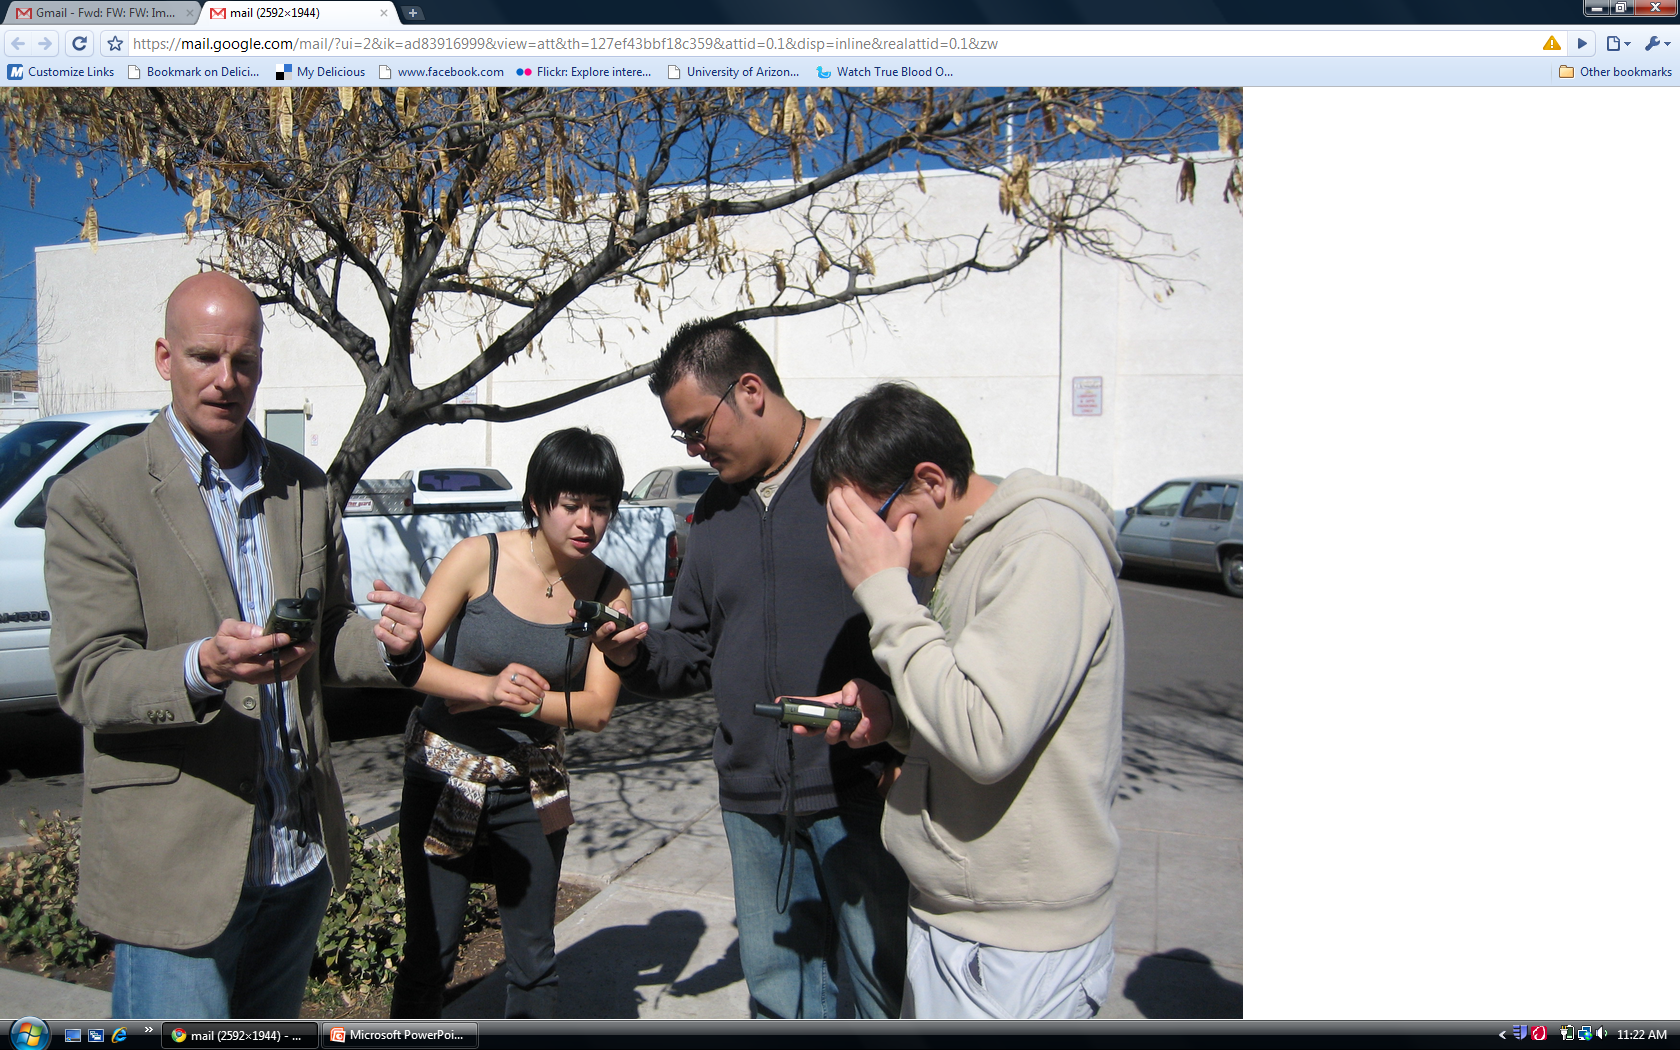 Gmail - Fwd: FW: FW: Im...
mail (2592×1944)
https://mail.google.com/mail/?ui=2&ik=ad83916999&view=att&th=127ef43bbf18c359&attid=0.1&disp=inline&realattid=0.1&zw
Customize Links
Bookmark on Delici...
My Delicious
www.facebook.com
Flickr: Explore intere...
University of Arizon...
Watch True Blood O...
Other bookmarks
mail (2592×1944) - ...
Microsoft PowerPoi...
11:22 AM